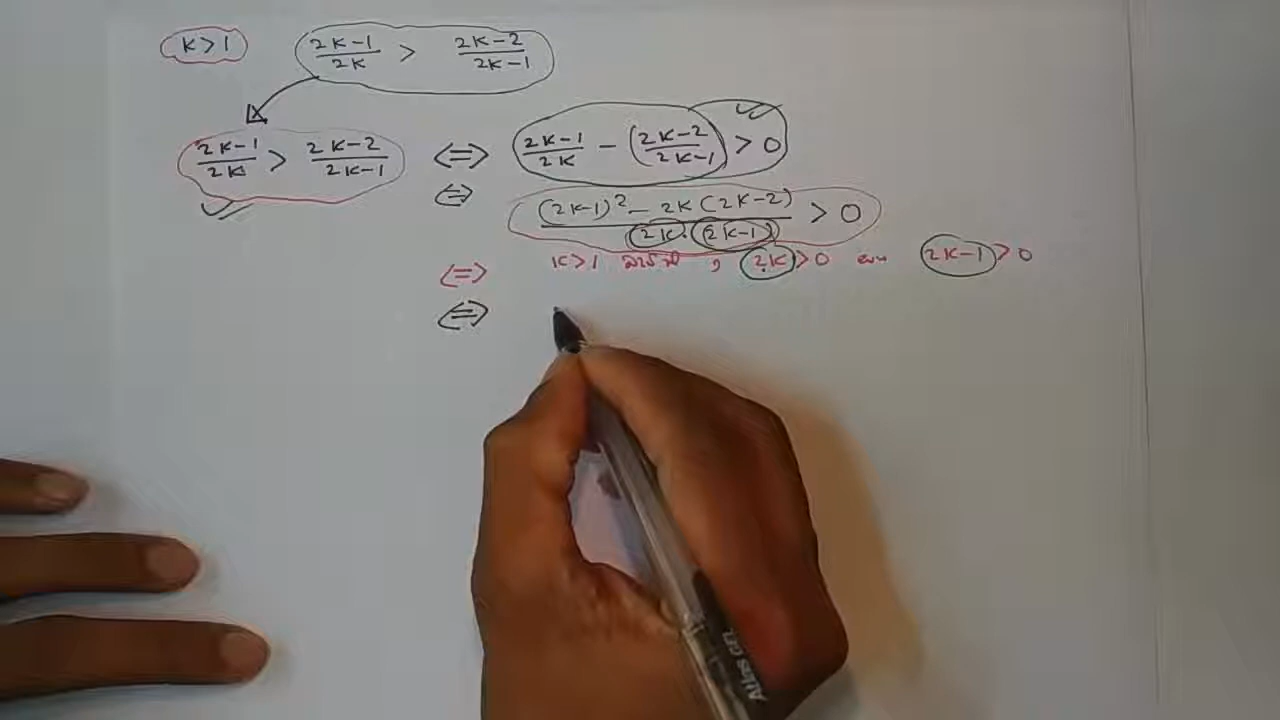 K>1 (2K-1)/2K > (2K-2)/(2K-1)
(2K-1)/2K > (2K-2)/(2K-1) ⇔ (2K-1)/2K - ((2K-2)/(2K-1)) > 0
⇔ ((2K-1)² - 2K(2K-2))/(2K.(2K-1)) > 0
⇔ K>1 , 2K>0 2K-1>0
⇔
Atlas GEL